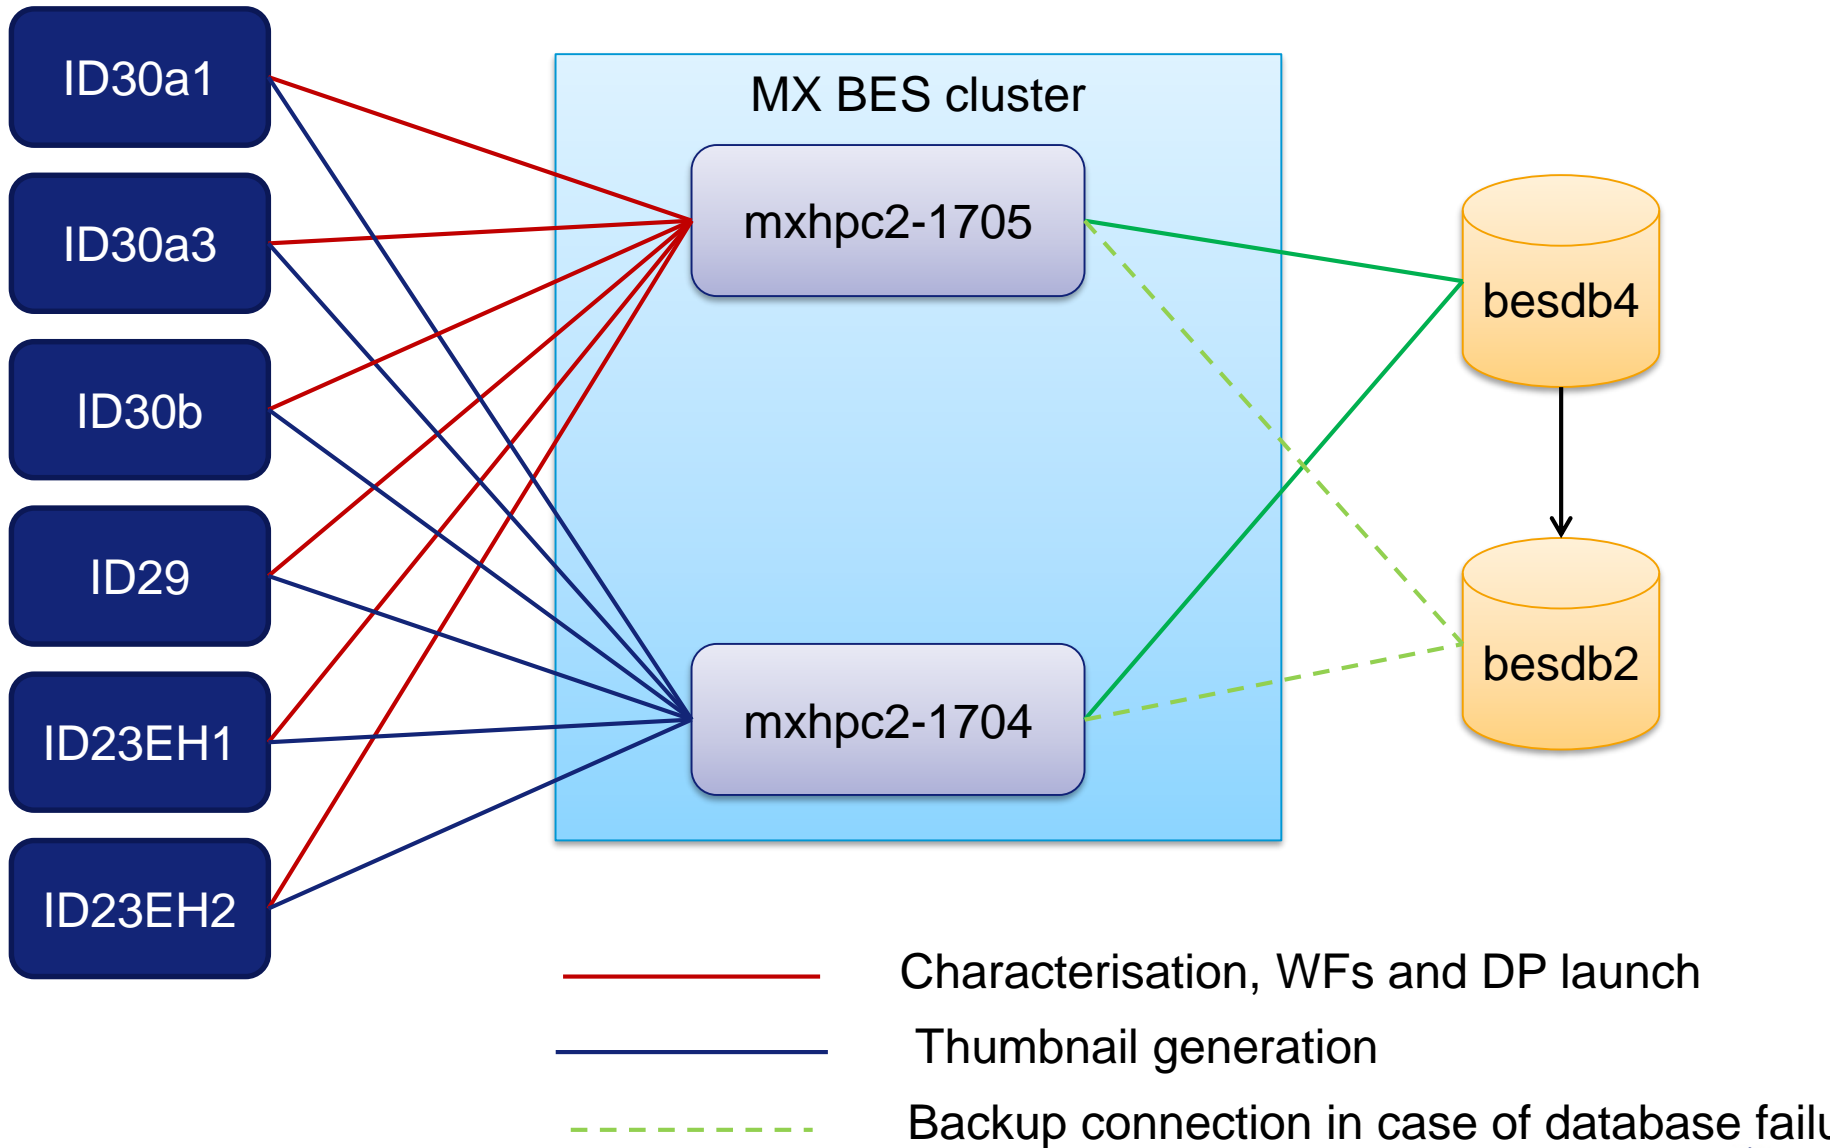 ID30a1
ID30a3
ID30b
ID29
ID23EH1
ID23EH2
MX BES cluster
mxhpc2-1705
mxhpc2-1704
besdb4
besdb2
Characterisation, WFs and DP launch
Thumbnail generation
Backup connection in case of database